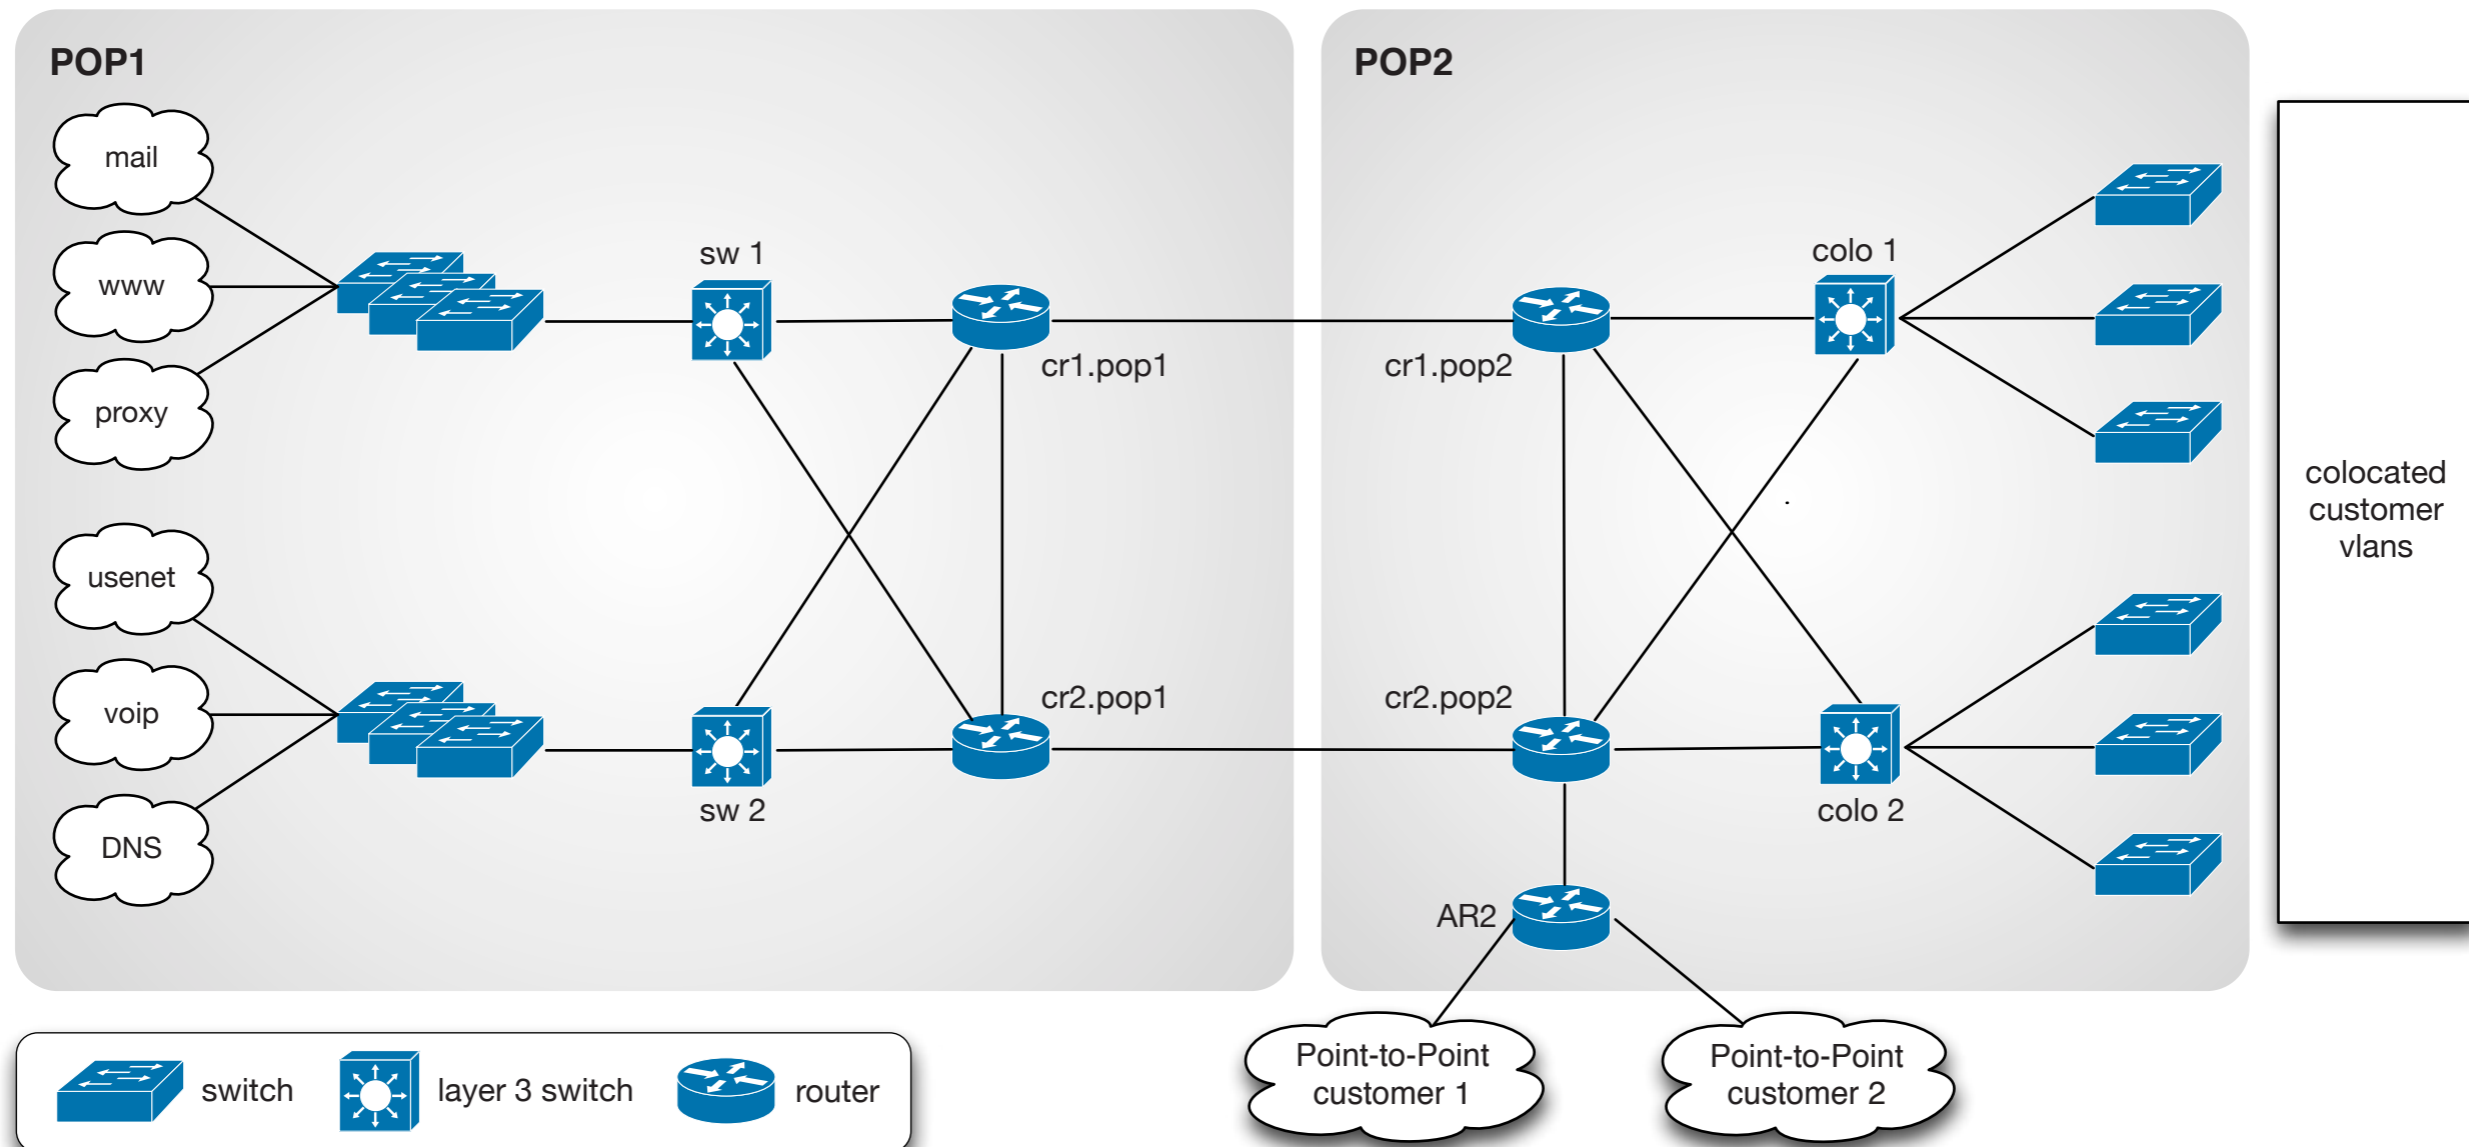 POP1
POP2
mail
www
proxy
usenet
voip
DNS
sw 1
sw 2
cr1.pop1
cr2.pop1
cr1.pop2
cr2.pop2
colo 1
colo 2
AR2
colocated
customer
vlans
Point-to-Point
customer 1
Point-to-Point
customer 2
switch
layer 3 switch
router